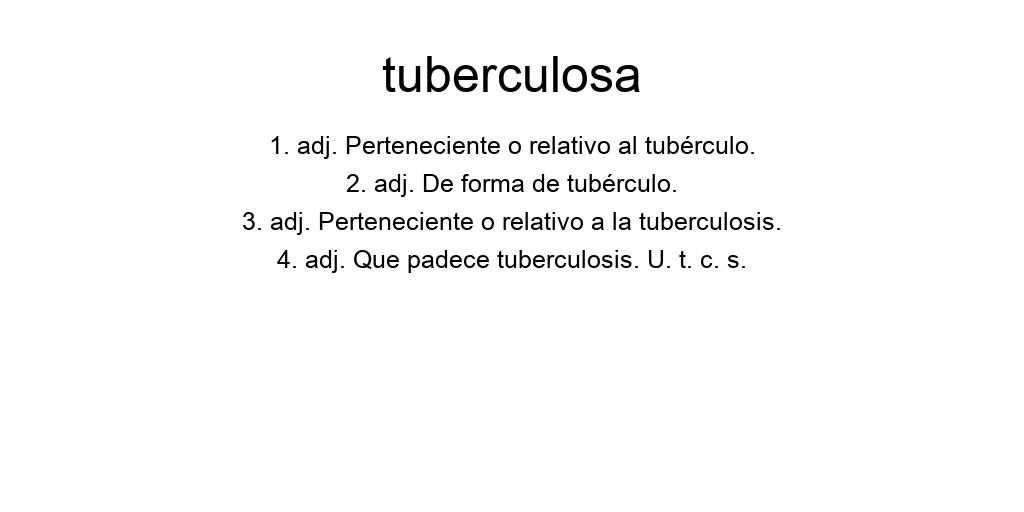 tuberculosa
1. adj. Perteneciente o relativo al tubérculo.
2. adj. De forma de tubérculo.
3. adj. Perteneciente o relativo a la tuberculosis.
4. adj. Que padece tuberculosis. U. t. c. s.